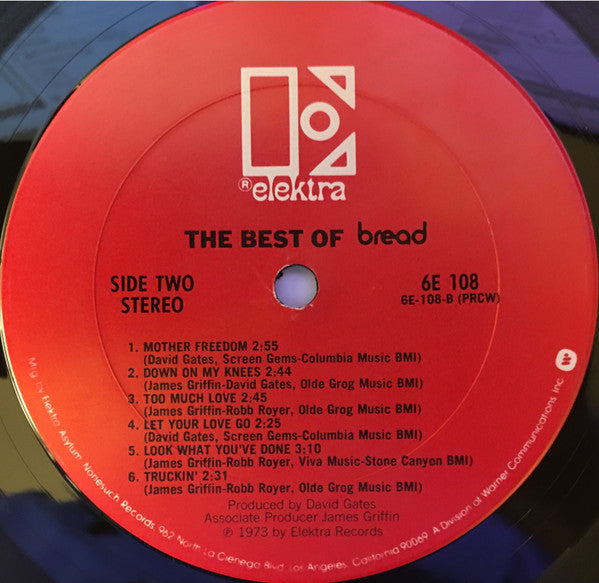 ® elektra
THE BEST OF bread
SIDE TWO
STEREO
6E 108
6E-108-B (PRCW)
1. MOTHER FREEDOM 2:55
(David Gates, Screen Gems-Columbia Music BMI)
2. DOWN ON MY KNEES 2:44
(James Griffin-David Gates, Olde Grog Music BMI)
3. TOO MUCH LOVE 2:45
(James Griffin-Robb Royer, Olde Grog Music BMI)
4. LET YOUR LOVE GO 2:25
(David Gates, Screen Gems-Columbia Music BMI)
5. LOOK WHAT YOU'VE DONE 3:10
(James Griffin-Robb Royer, Viva Music-Stone Canyon BMI)
6. TRUCKIN' 2:31
(James Griffin-Robb Royer, Olde Grog Music BMI)
Produced by David Gates
Associate Producer James Griffin
℗ 1973 by Elektra Records
Mfg by Elektra Asylum Nonesuch Records 962 North La Cienega Blvd. Los Angeles, California 90069 A Division of Warner Communications Inc.